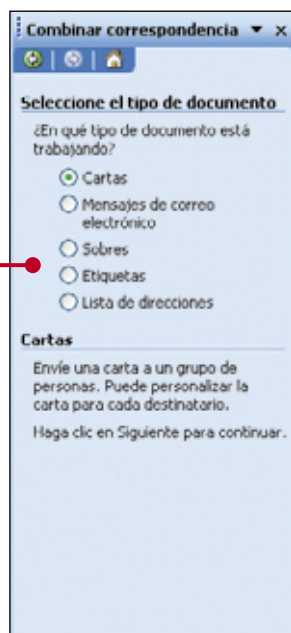 Combinar correspondencia
Seleccione el tipo de documento
¿En qué tipo de documento está
trabajando?
Cartas
Mensajes de correo
electrónico
Sobres
Etiquetas
Lista de direcciones
Cartas
Envíe una carta a un grupo de
personas. Puede personalizar la
carta para cada destinatario.
Haga clic en Siguiente para continuar.